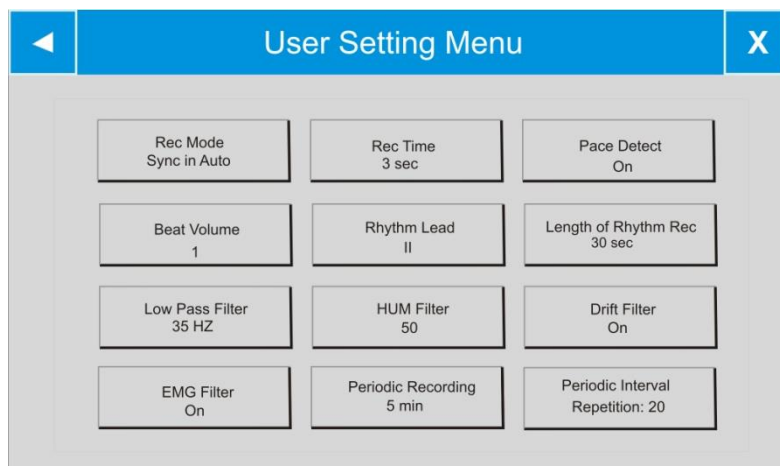 ◄ User Setting Menu X
Rec Mode
Sync in Auto
Rec Time
3 sec
Pace Detect
On
Beat Volume
1
Rhythm Lead
II
Length of Rhythm Rec
30 sec
Low Pass Filter
35 HZ
HUM Filter
50
Drift Filter
On
EMG Filter
On
Periodic Recording
5 min
Periodic Interval
Repetition: 20